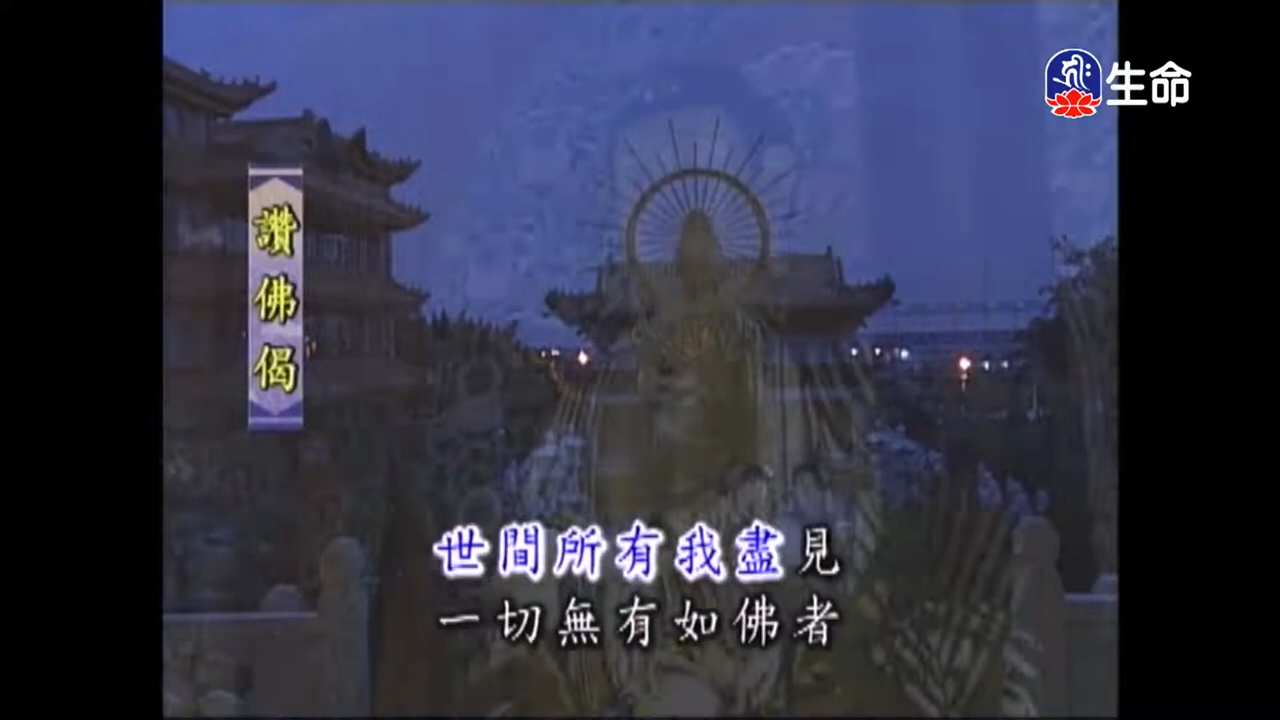 生命
讚佛偈
世間所有我盡見
一切無有如佛者